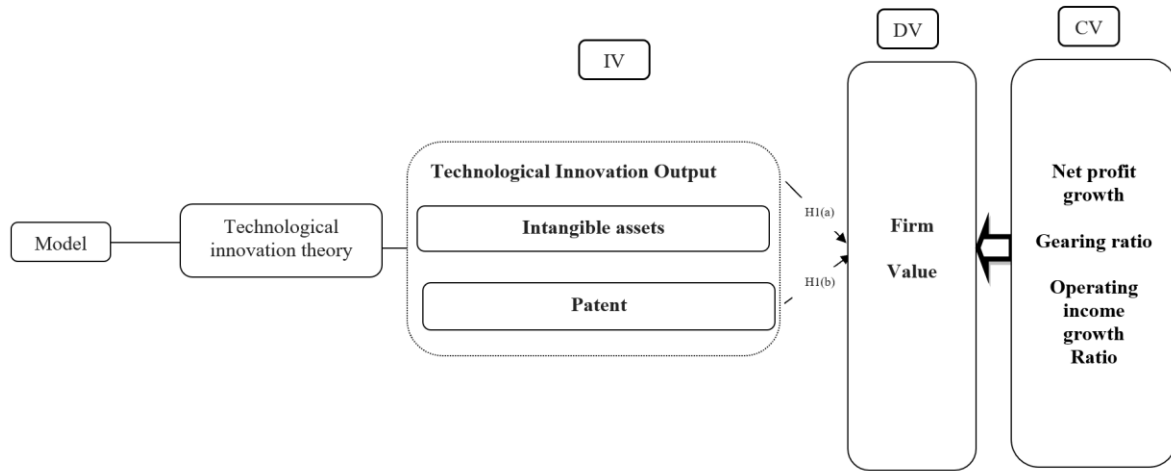 DV
CV
IV
Technological Innovation Output
Net profit
growth
H1(a)
Technological
innovation theory
Intangible assets
Model
Firm
Value
Gearing ratio
H1(b)
Patent
Operating
income
growth
Ratio